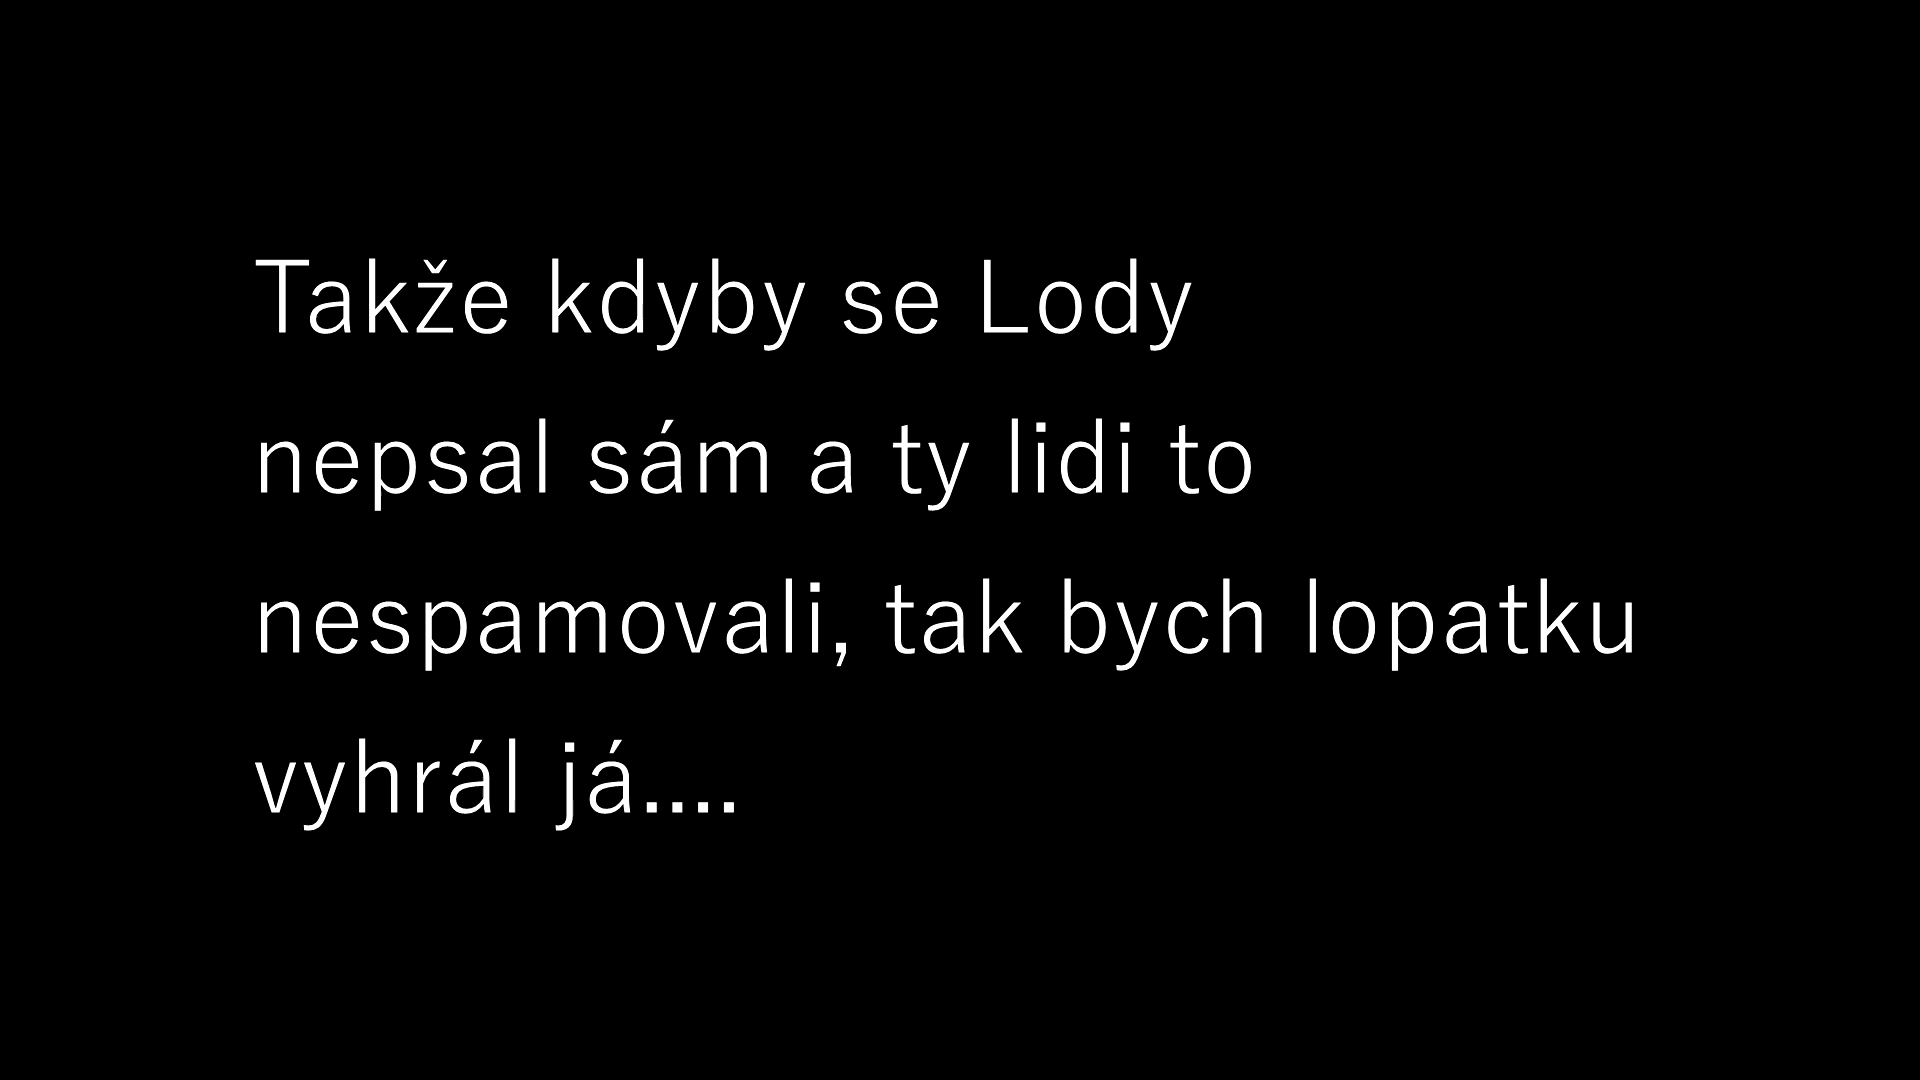 Takže kdyby se Lody
nepsal sám a ty lidi to
nespamovali, tak bych lopatku
vyhrál já....